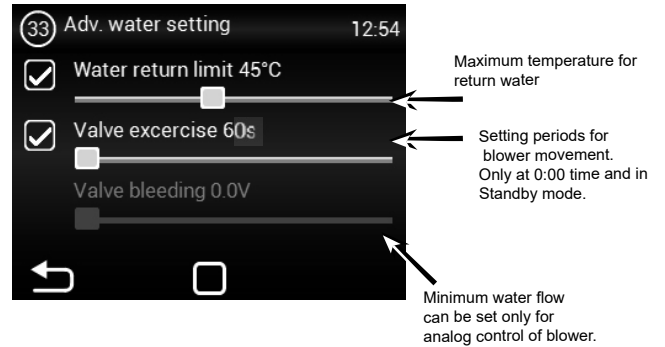 33 Adv. water setting 12:54
Water return limit 45°C
Valve excercise 60s
Valve bleeding 0.0V
Maximum temperature for
return water
Setting periods for
blower movement.
Only at 0:00 time and in
Standby mode.
Minimum water flow
can be set only for
analog control of blower.